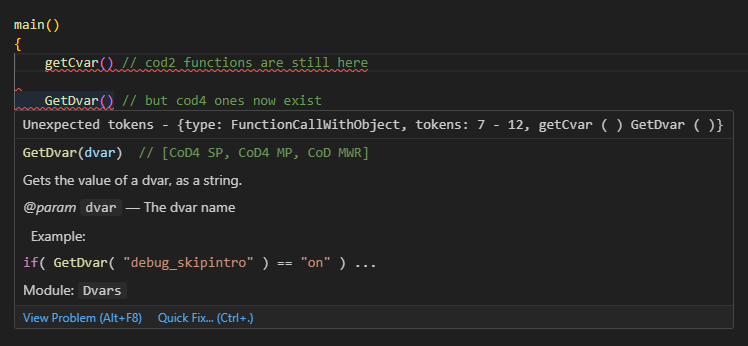 main()
{
getCvar() // cod2 functions are still here
GetDvar() // but cod4 ones now exist
Unexpected tokens - {type: FunctionCallWithObject, tokens: 7 - 12, getCvar ( ) GetDvar ( )}
GetDvar(dvar)  // [CoD4 SP, CoD4 MP, CoD MWR]
Gets the value of a dvar, as a string.
@param dvar — The dvar name
Example:
if( GetDvar( "debug_skipintro" ) == "on" ) ...
Module: Dvars
View Problem (Alt+F8) Quick Fix... (Ctrl+.)